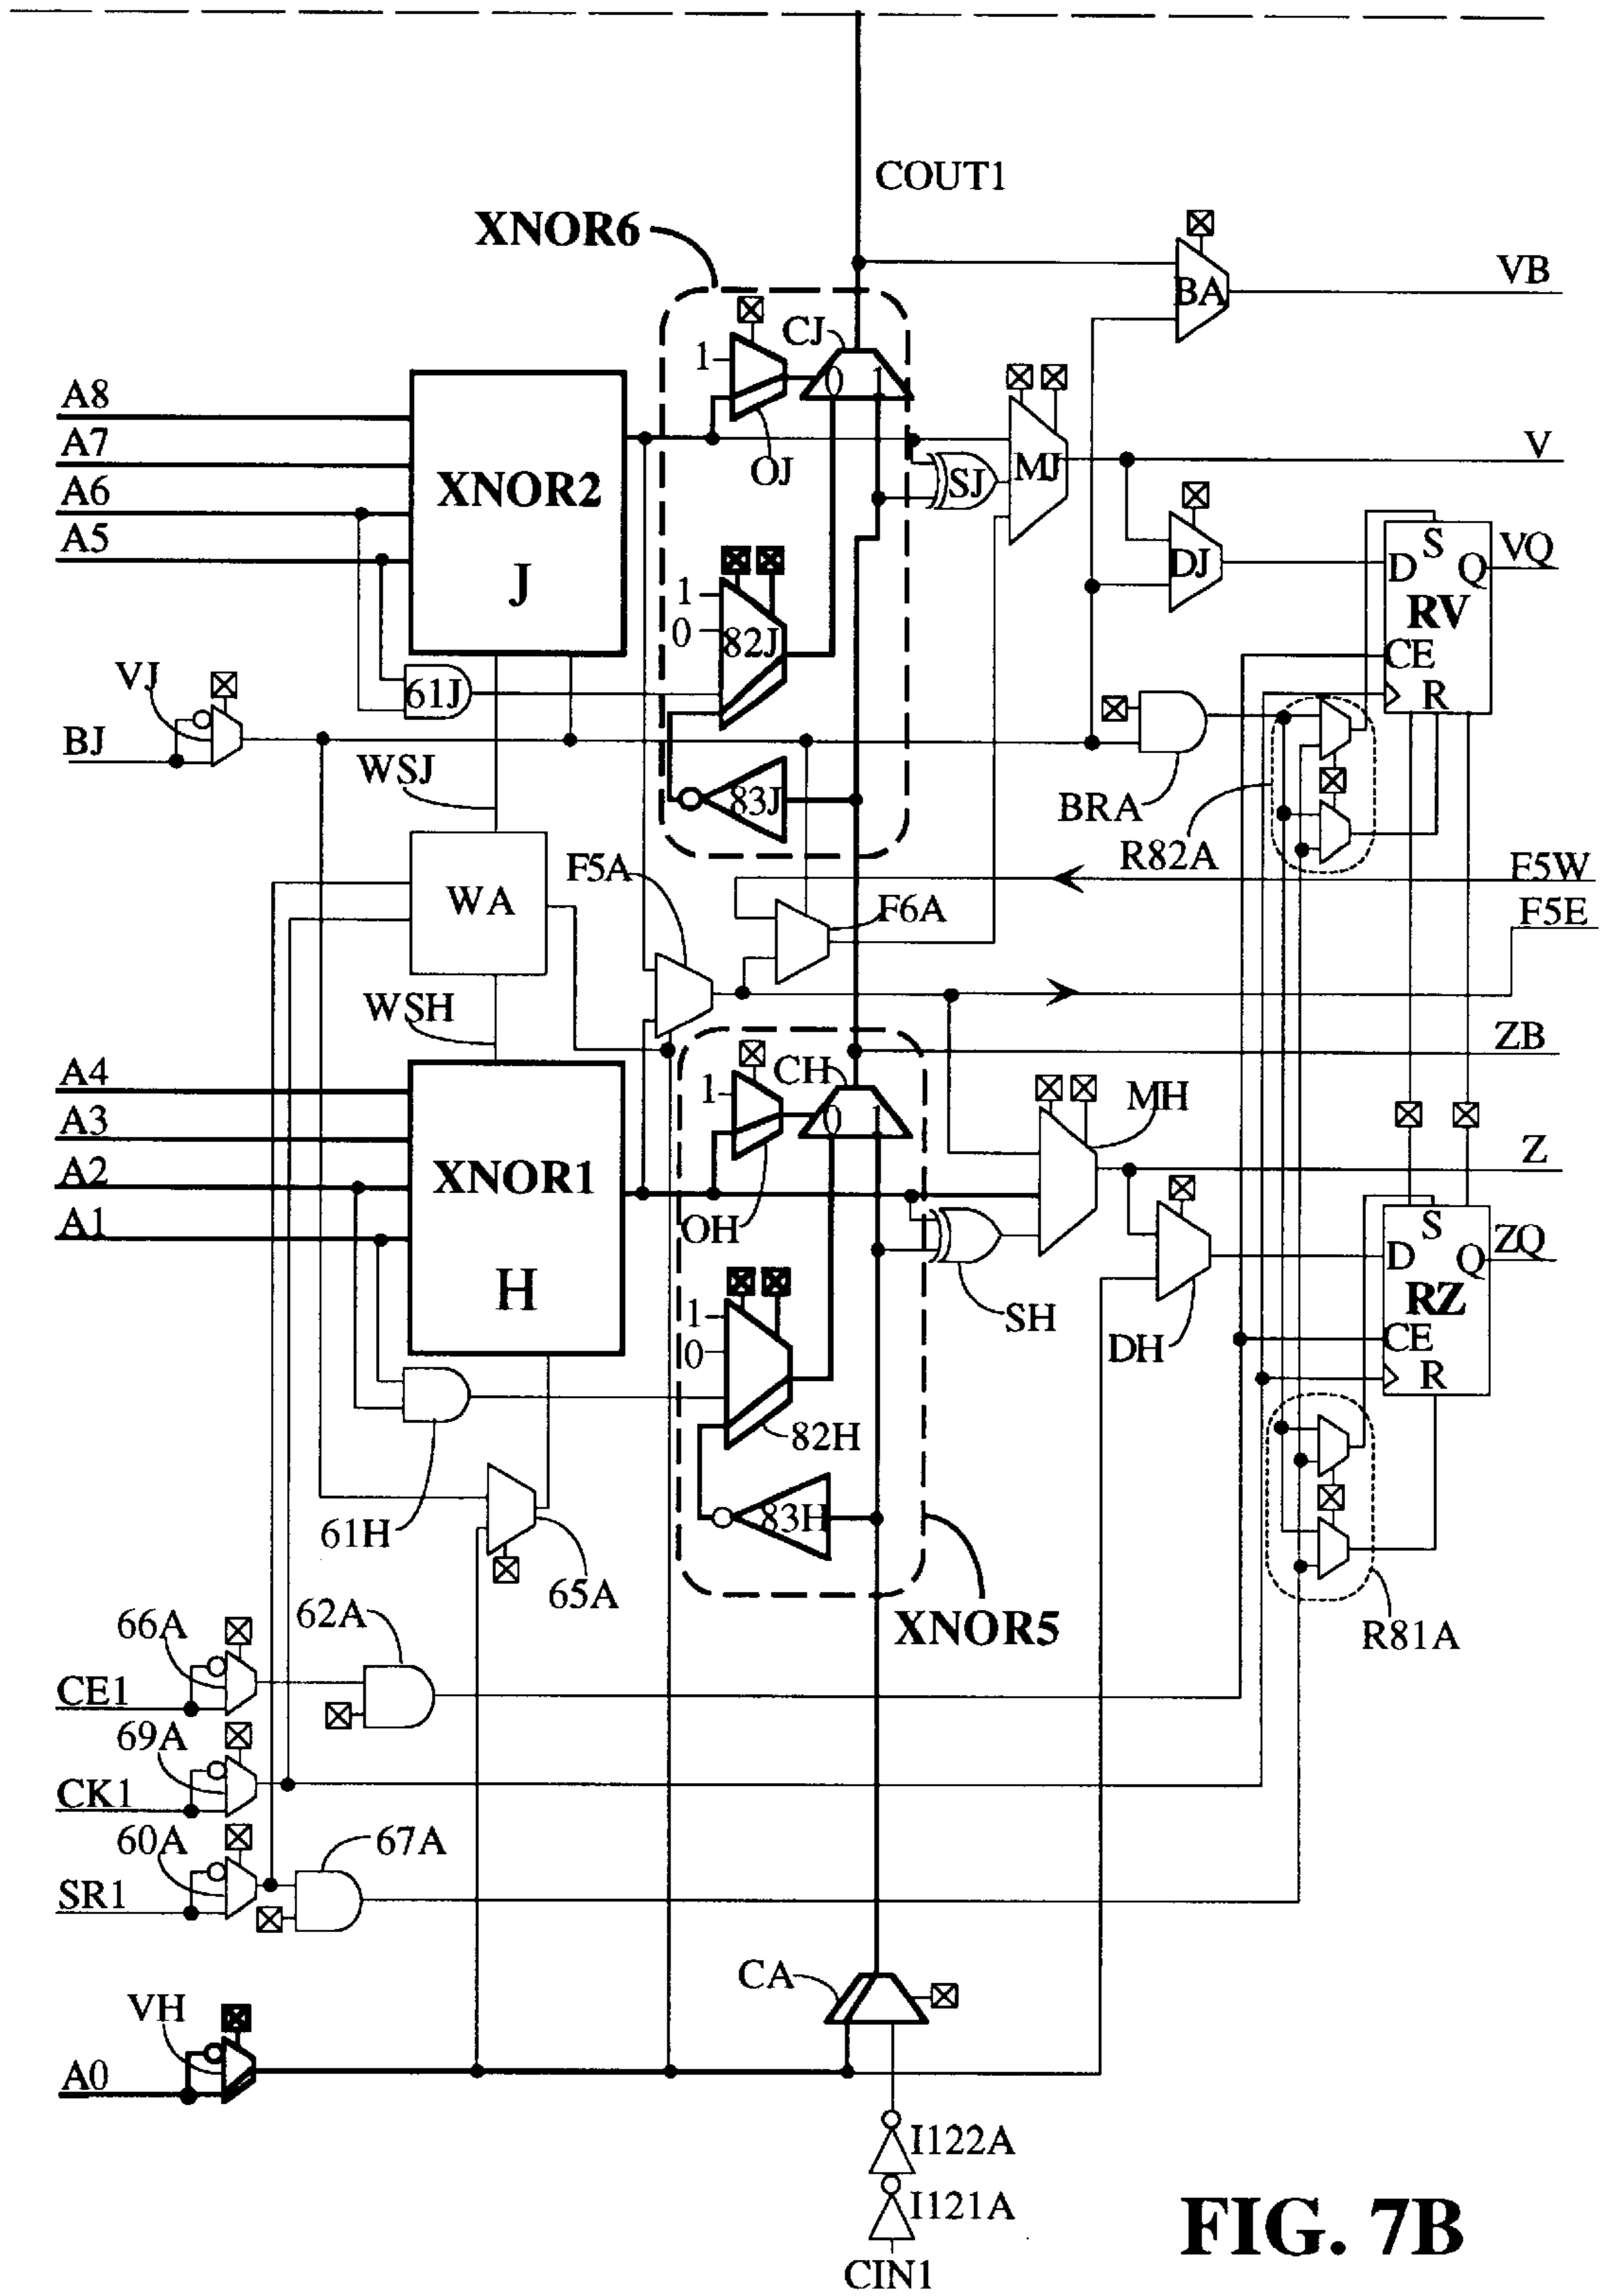 COUT1
XNOR6
BA
VB
CJ
1
0 1
A8
A7
A6
A5
XNOR2
J
OJ
SJ
MJ
V
DJ
S
D Q
VQ
RV
CE
R
1
0
82J
61J
VJ
BJ
WSJ
83J
BRA
R82A
F5W
F5E
WA
F5A
F6A
WSH
ZB
A4
A3
A2
A1
XNOR1
H
1
CH
0 1
OH
MH
Z
SH
DH
S
D Q
ZQ
RZ
CE
R
1
0
82H
83H
61H
65A
XNOR5
R81A
66A
62A
CE1
69A
CK1
60A
67A
SR1
CA
VH
A0
I122A
I121A
CIN1
FIG. 7B